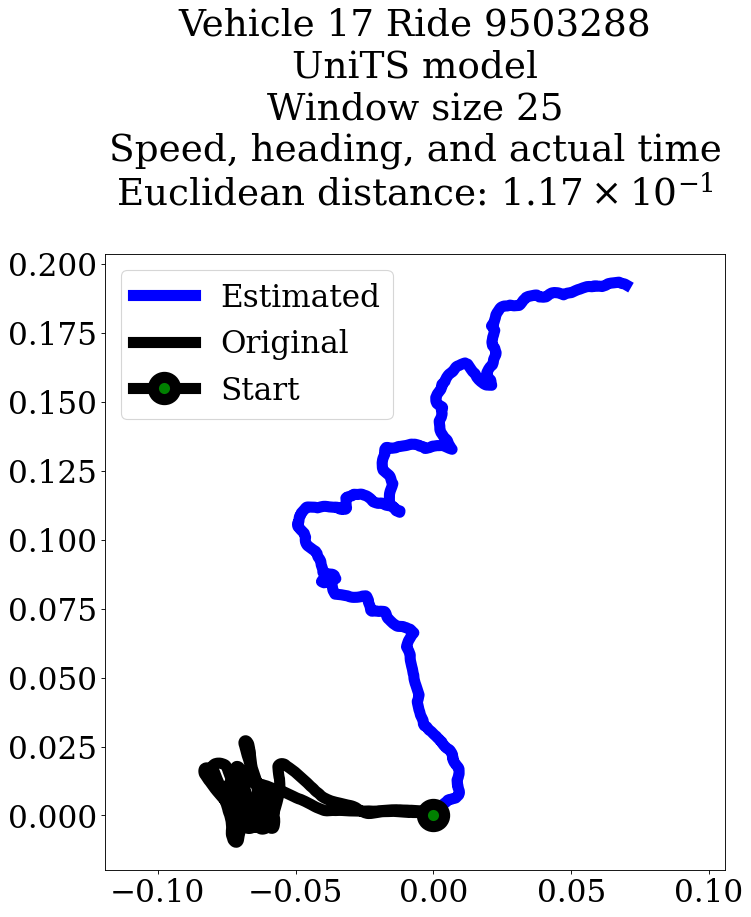 Vehicle 17 Ride 9503288
UniTS model
Window size 25
Speed, heading, and actual time
Euclidean distance: 1.17 × 10⁻¹
0.200
Estimated
0.175
Original
Start
0.150
0.125
0.100
0.075
0.050
0.025
0.000
−0.10 −0.05 0.00 0.05 0.10